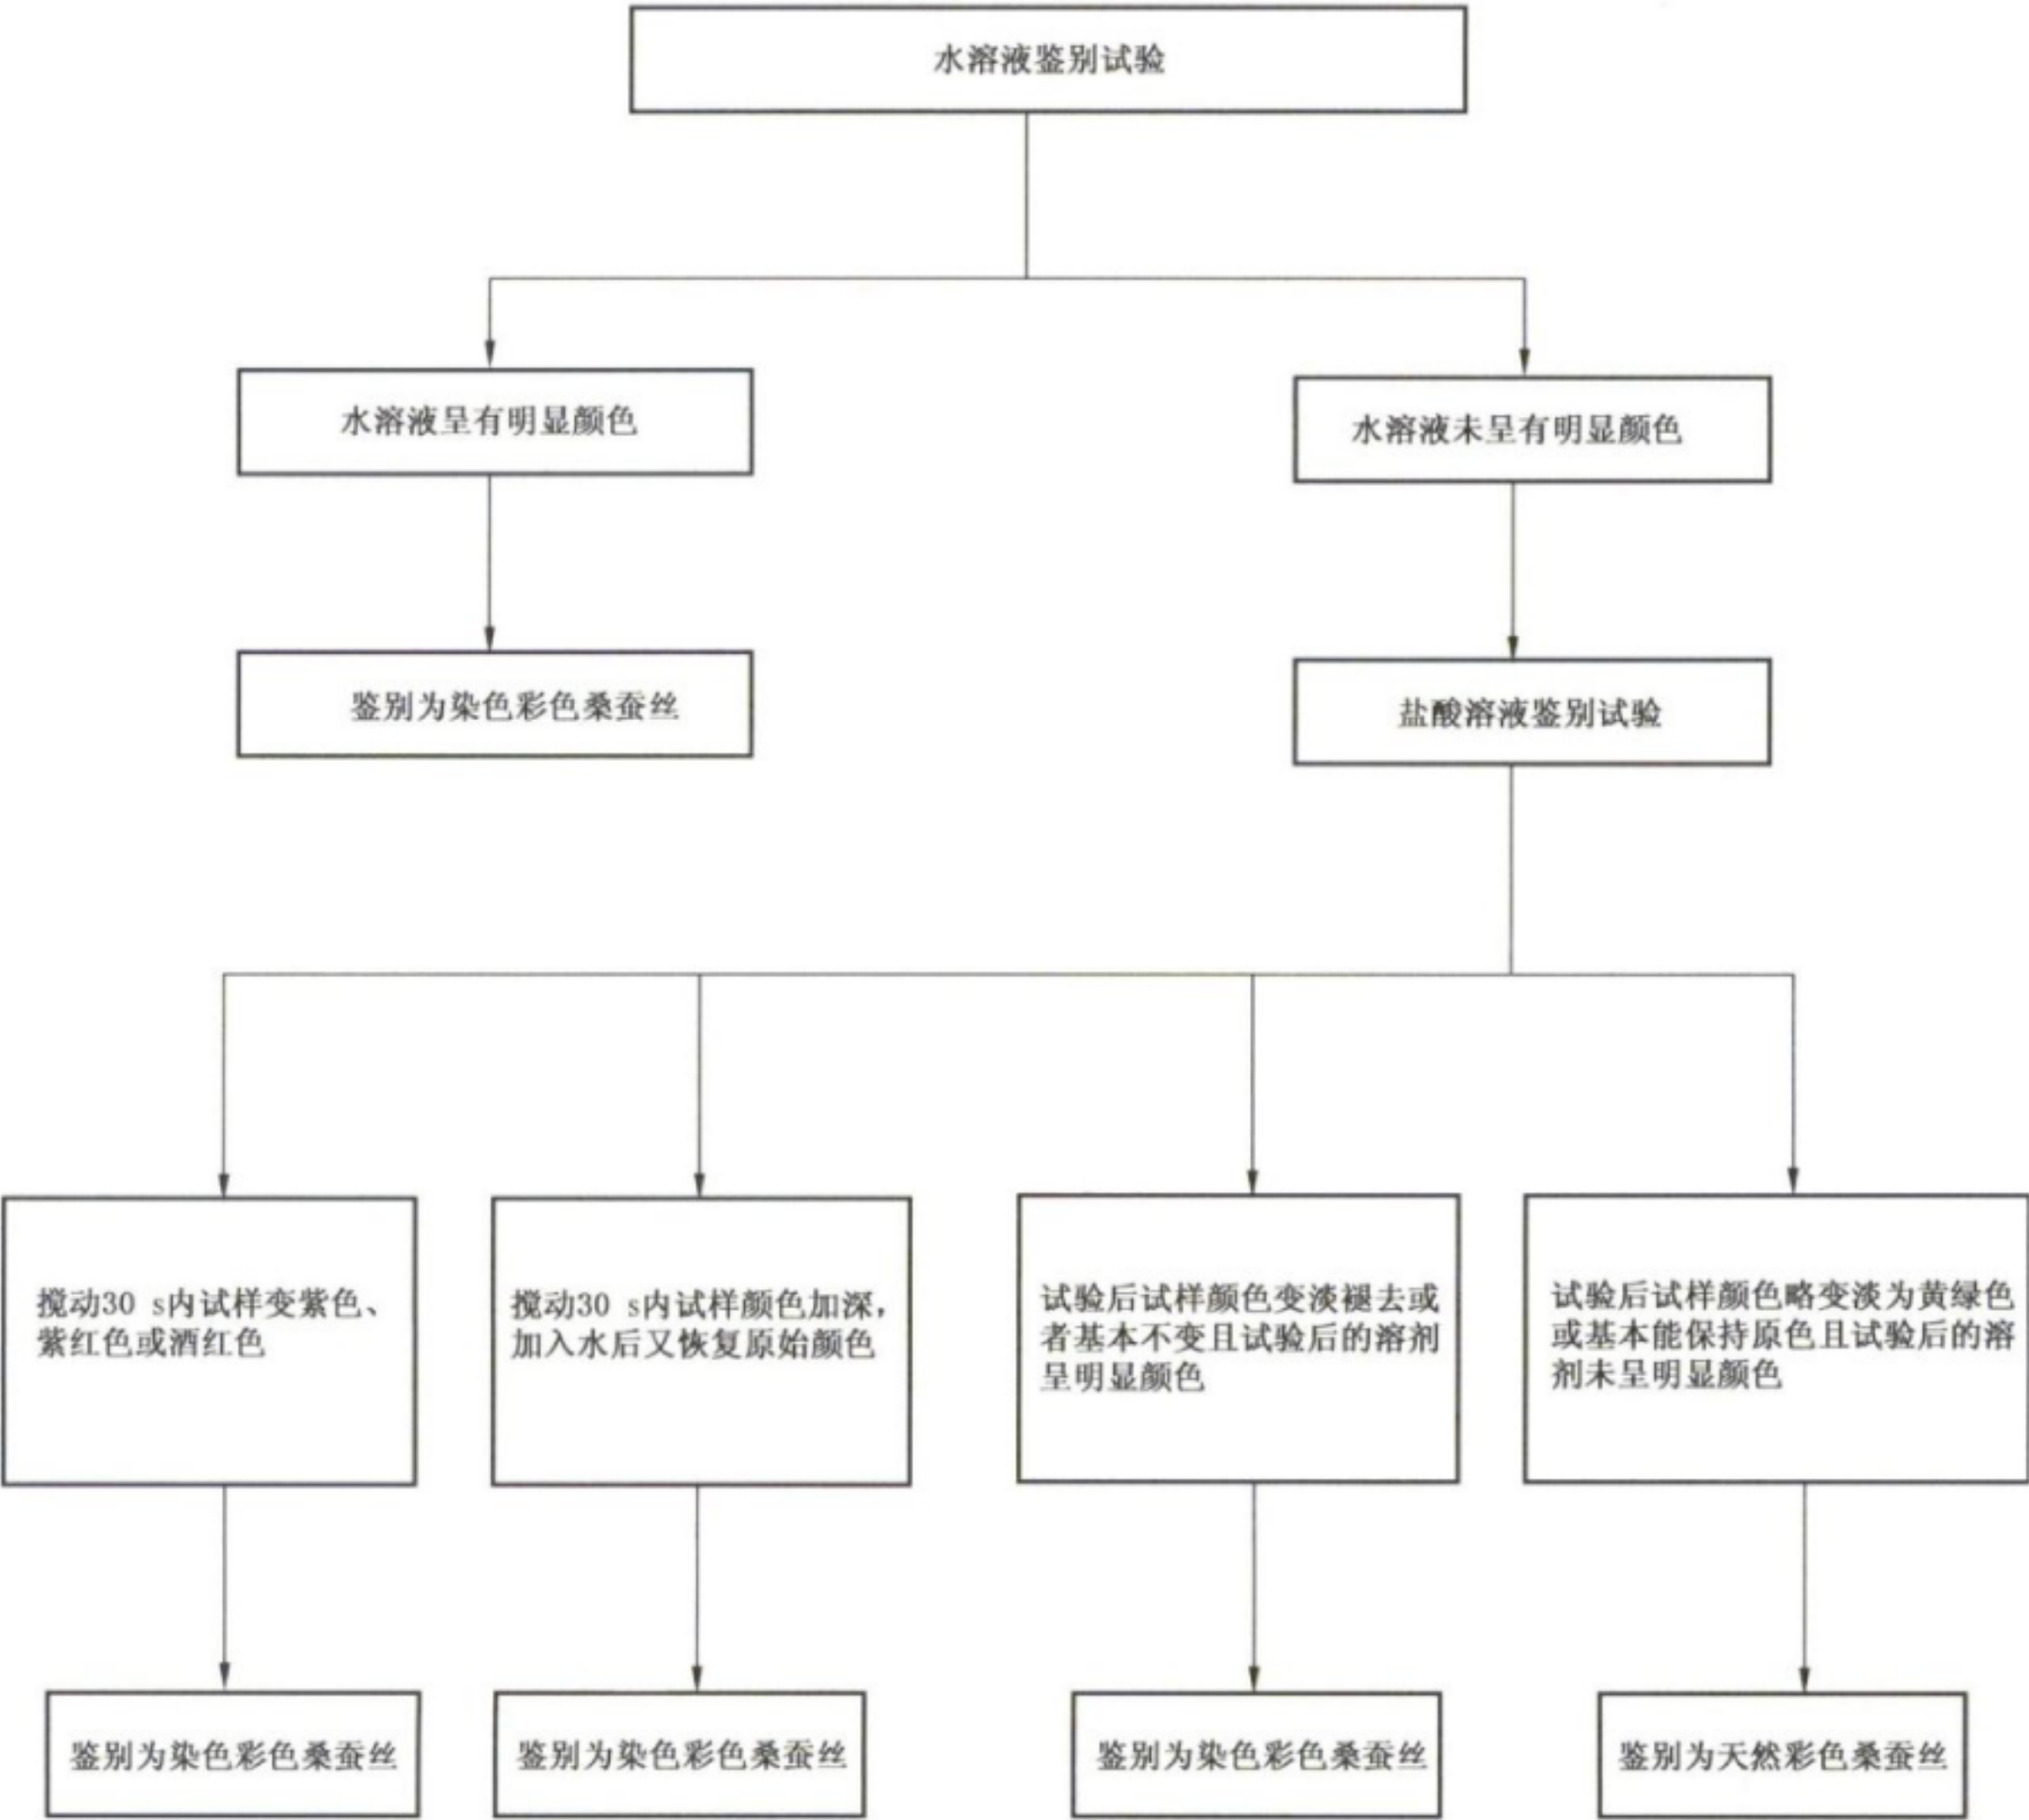 水溶液鉴别试验
水溶液呈有明显颜色
水溶液未呈有明显颜色
鉴别为染色彩色桑蚕丝
盐酸溶液鉴别试验
搅动30 s内试样变紫色、
紫红色或酒红色
搅动30 s内试样颜色加深，
加入水后又恢复原始颜色
试验后试样颜色变淡褪去或
者基本不变且试验后的溶剂
呈明显颜色
试验后试样颜色略变淡为黄绿色
或基本能保持原色且试验后的溶
剂未呈明显颜色
鉴别为染色彩色桑蚕丝
鉴别为染色彩色桑蚕丝
鉴别为染色彩色桑蚕丝
鉴别为天然彩色桑蚕丝